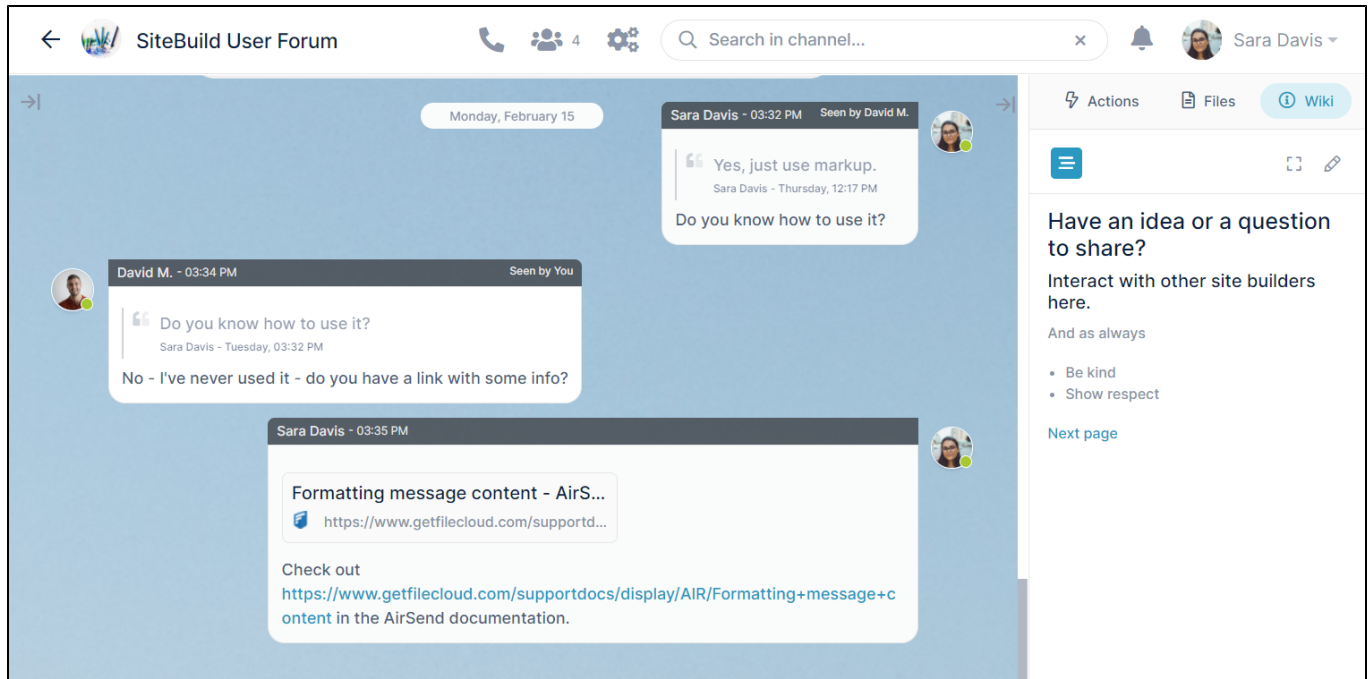 SiteBuild User Forum
4
Search in channel...
Sara Davis
Monday, February 15
Sara Davis - 03:32 PM Seen by David M.
Yes, just use markup.
Sara Davis - Thursday, 12:17 PM
Do you know how to use it?
David M. - 03:34 PM Seen by You
Do you know how to use it?
Sara Davis - Tuesday, 03:32 PM
No - I've never used it - do you have a link with some info?
Sara Davis - 03:35 PM
Formatting message content - AirS...
https://www.getfilecloud.com/supportd...
Check out
https://www.getfilecloud.com/supportdocs/display/AIR/Formatting+message+c
ontent in the AirSend documentation.
Actions Files Wiki
Have an idea or a question
to share?
Interact with other site builders
here.
And as always
• Be kind
• Show respect
Next page